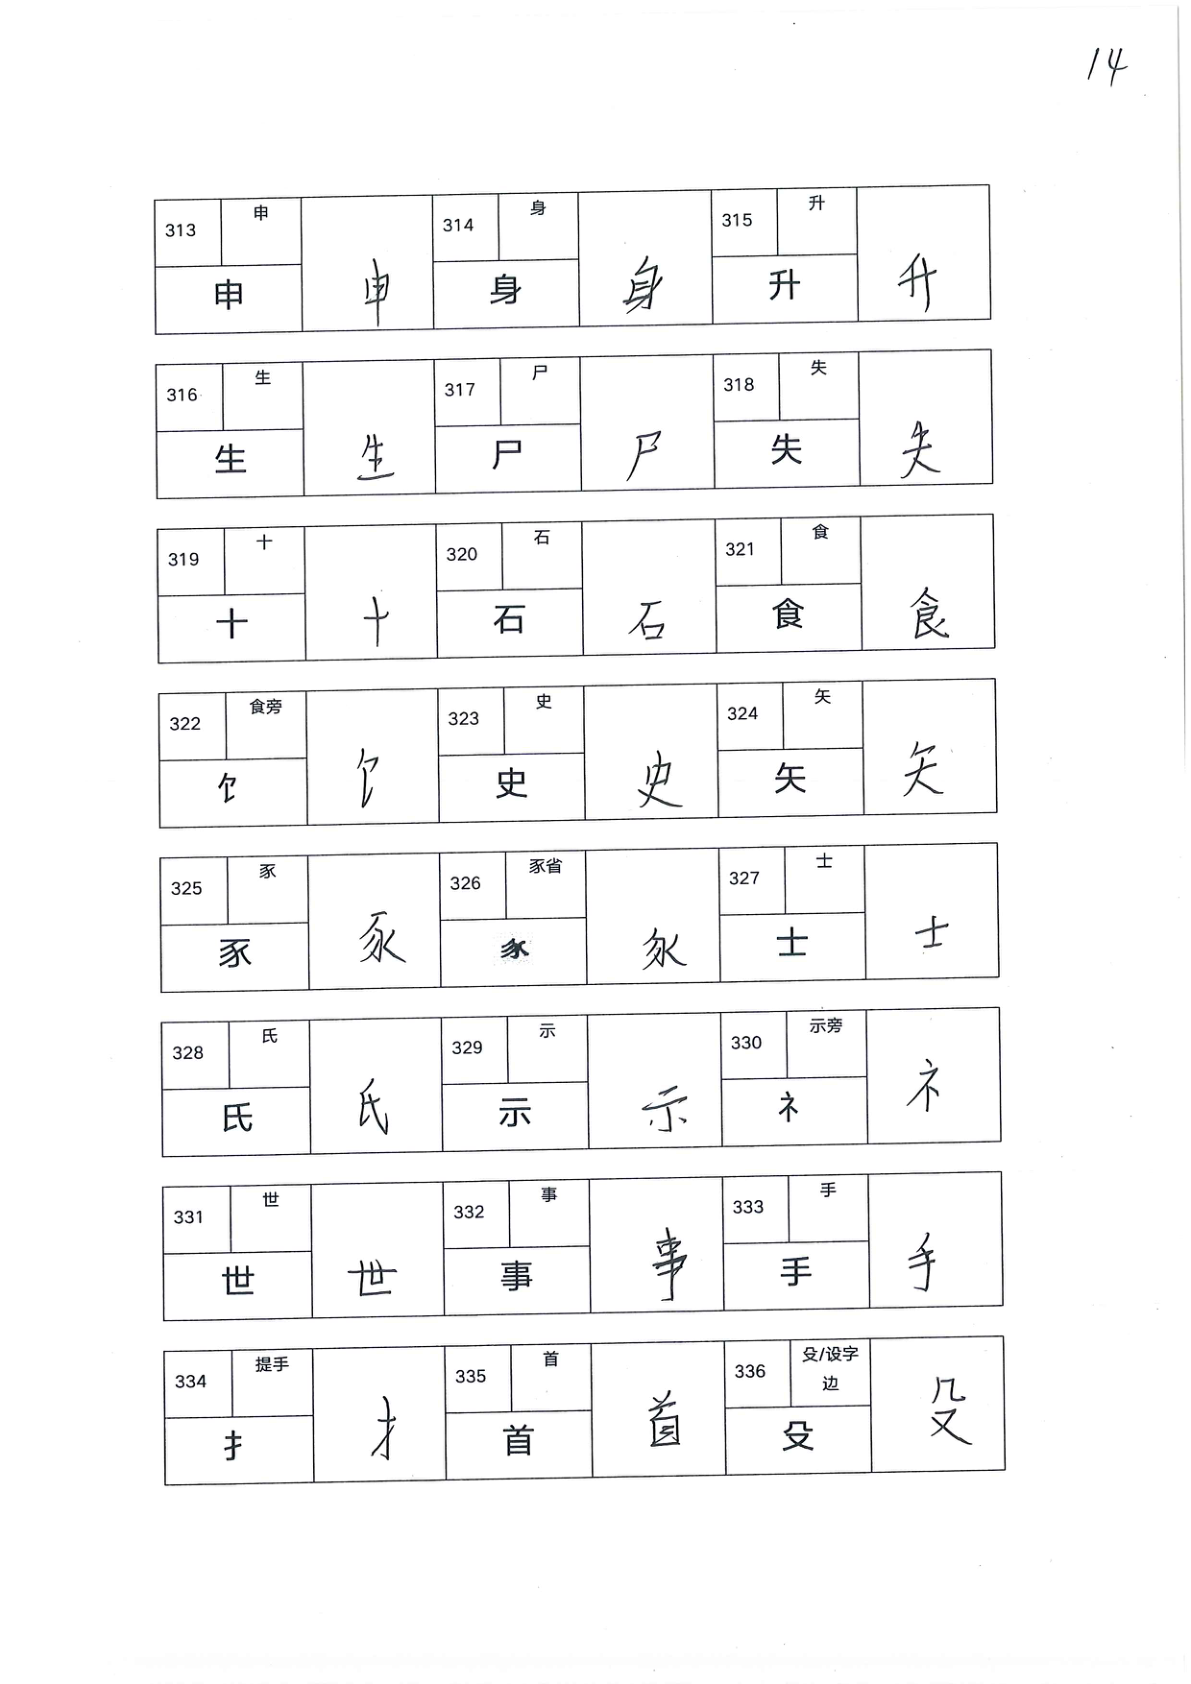 14
313 申 申 申
314 身 身 身
315 升 升 升
316 生 生 生
317 尸 尸 尸
318 失 失 失
319 十 十 十
320 石 石 石
321 食 食 食
322 食旁 饣 饣
323 史 史 史
324 矢 矢 矢
325 豕 豕 豕
326 豕省
327 士 士 士
328 氏 氏 氏
329 示 示 示
330 示旁 礻 礻
331 世 世 世
332 事 事 事
333 手 手 手
334 提手 扌 扌
335 首 首 首
336 殳/设字
边
殳 殳